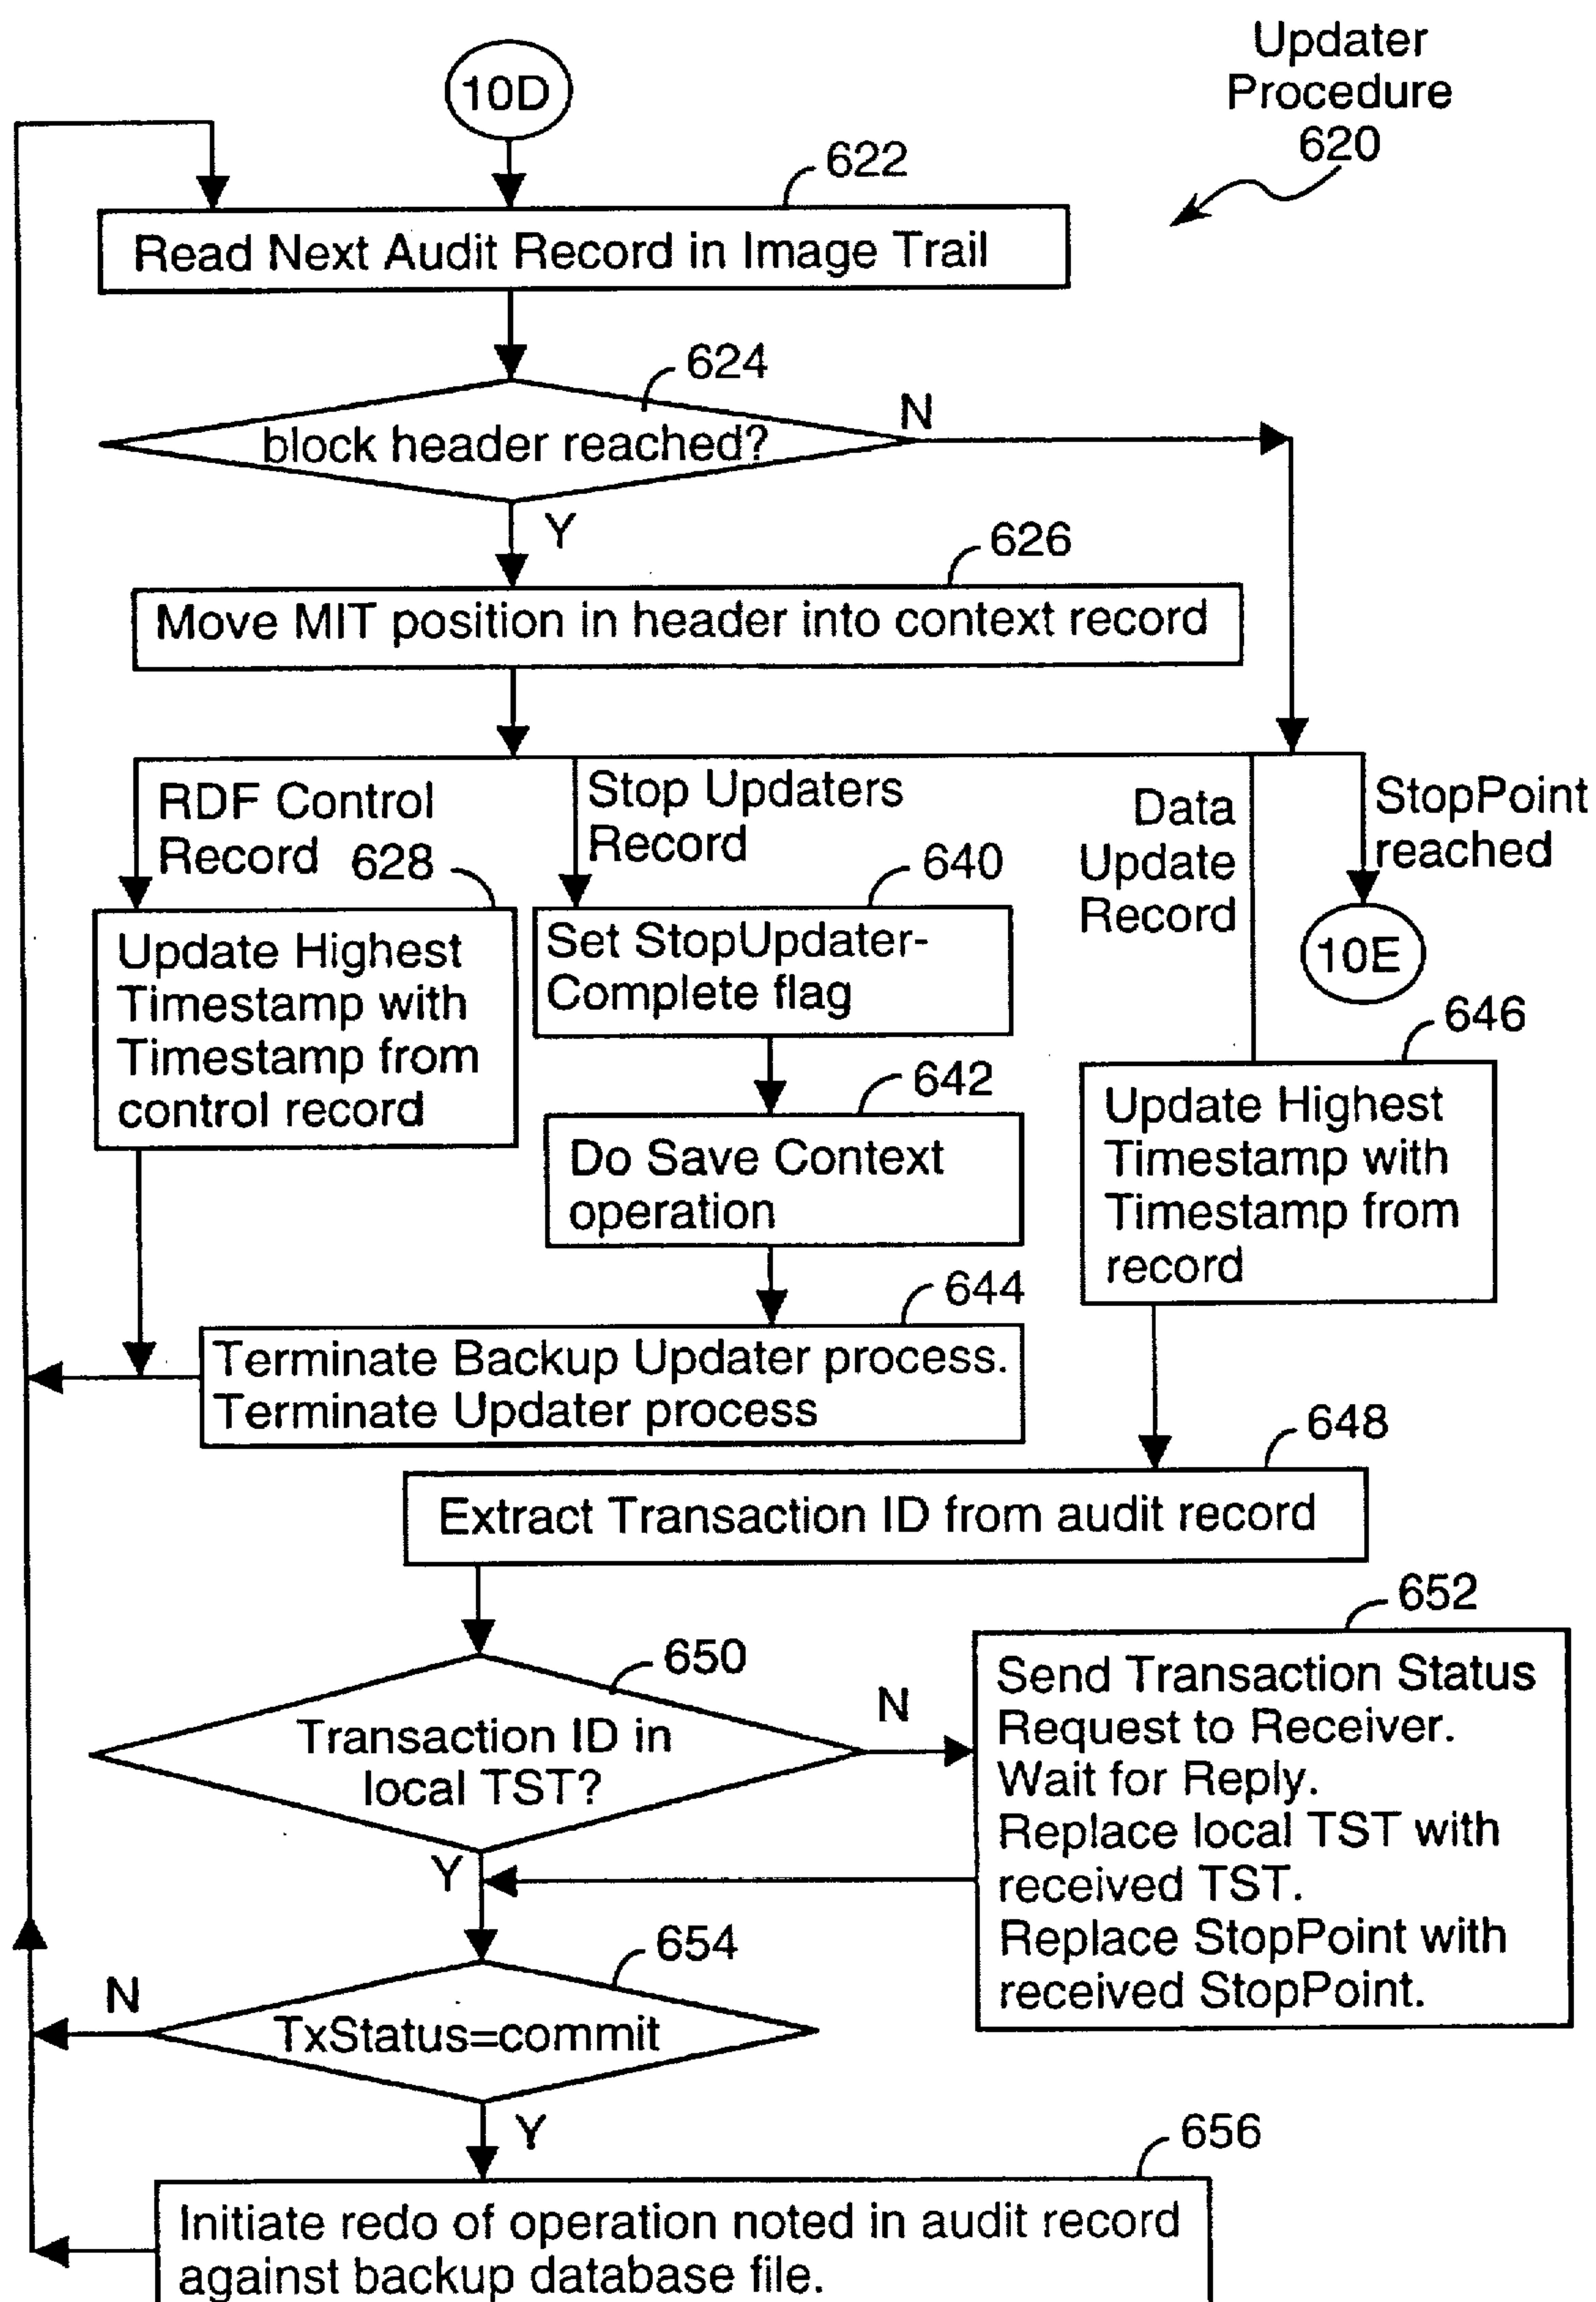 Updater
Procedure
620
10D
622
Read Next Audit Record in Image Trail
624
block header reached?
N
Y
626
Move MIT position in header into context record
RDF Control
Record
Stop Updaters
Record
Data
Update
Record
StopPoint
reached
10E
628
Update Highest
Timestamp with
Timestamp from
control record
640
Set StopUpdater-
Complete flag
642
Do Save Context
operation
644
Terminate Backup Updater process.
Terminate Updater process
646
Update Highest
Timestamp with
Timestamp from
record
648
Extract Transaction ID from audit record
650
Transaction ID in
local TST?
N
Y
652
Send Transaction Status
Request to Receiver.
Wait for Reply.
Replace local TST with
received TST.
Replace StopPoint with
received StopPoint.
654
TxStatus=commit
N
Y
656
Initiate redo of operation noted in audit record
against backup database file.